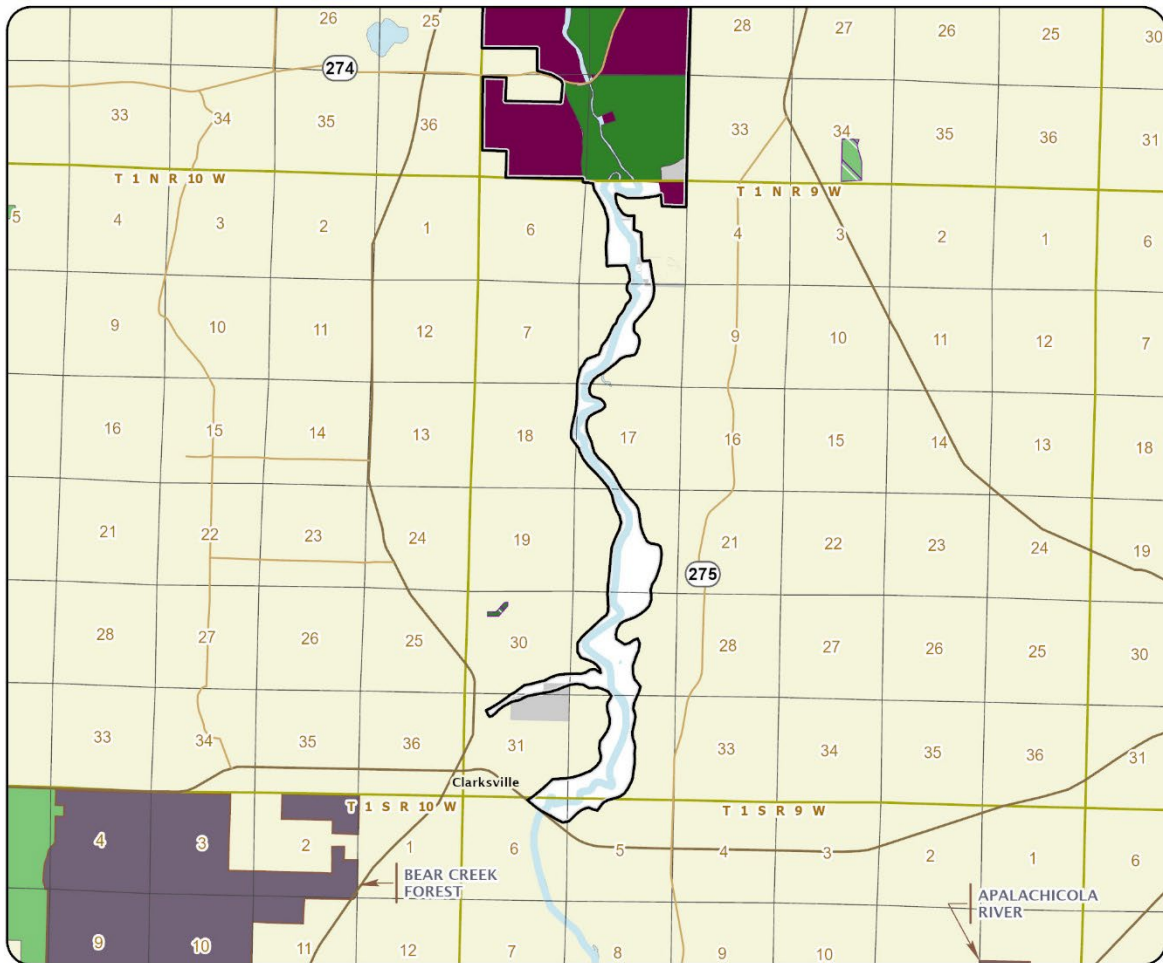 26 25 28 27 26 25 30
274
33 34 35 36 33 34 35 36 31
T 1 N R 10 W T 1 N R 9 W
5 4 3 2 1 6 4 3 2 1 6
9 10 11 12 7 9 10 11 12 7
16 15 14 13 18 17 16 15 14 13 18
21 22 23 24 19 21 22 23 24 19
275
28 27 26 25 30 28 27 26 25 30
33 34 35 36 31 33 34 35 36 31
Clarksville
T 1 S R 10 W T 1 S R 9 W
4 3 2 1 6 5 4 3 2 1 6
BEAR CREEK
FOREST
APALACHICOLA
RIVER
9 10 11 12 7 8 9 10